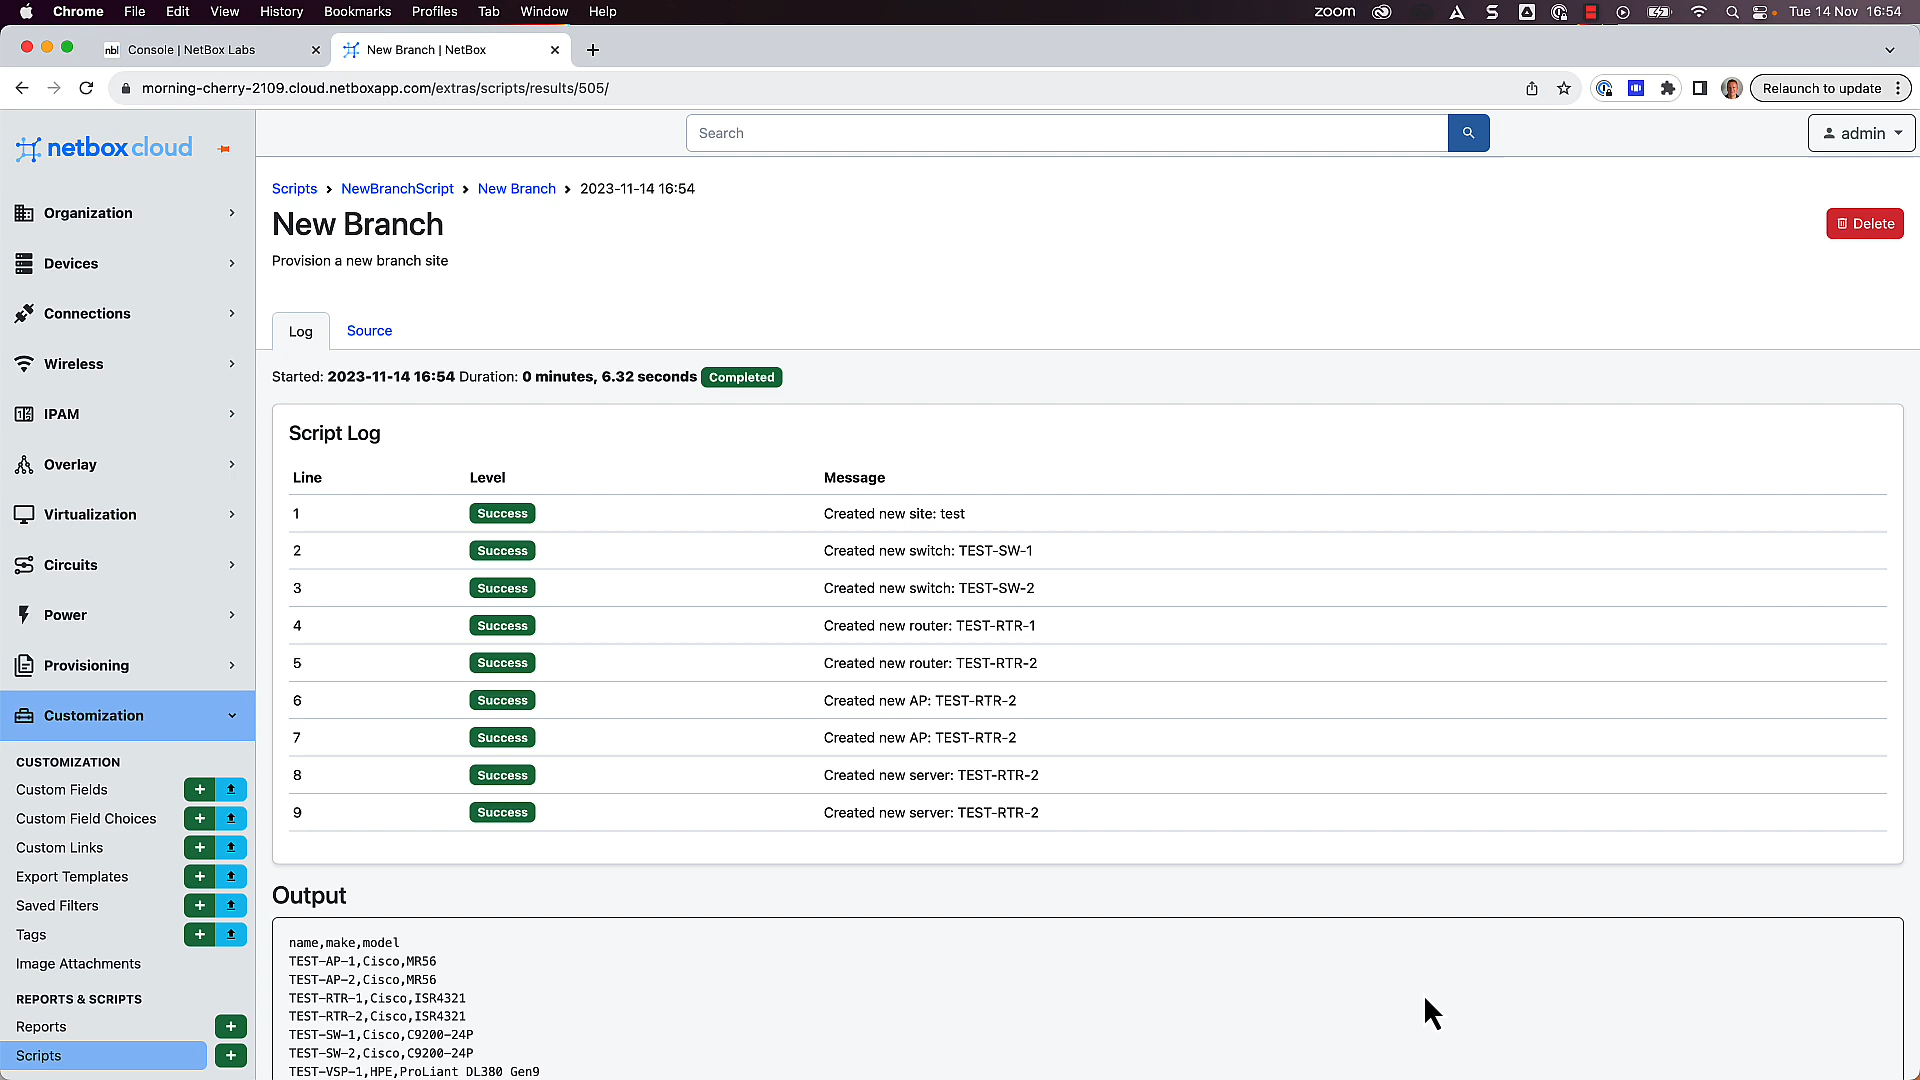 Chrome File Edit View History Bookmarks Profiles Tab Window Help zoom Tue 14 Nov 16:54
nbl Console | NetBox Labs New Branch | NetBox
morning-cherry-2109.cloud.netboxapp.com/extras/scripts/results/505/ Relaunch to update
netbox cloud
Search
admin
Organization
Devices
Connections
Wireless
IPAM
Overlay
Virtualization
Circuits
Power
Provisioning
Customization
CUSTOMIZATION
Custom Fields
Custom Field Choices
Custom Links
Export Templates
Saved Filters
Tags
Image Attachments
REPORTS & SCRIPTS
Reports
Scripts
Scripts > NewBranchScript > New Branch > 2023-11-14 16:54
New Branch
Delete
Provision a new branch site
Log Source
Started: 2023-11-14 16:54 Duration: 0 minutes, 6.32 seconds Completed
Script Log
Line Level Message
1 Success Created new site: test
2 Success Created new switch: TEST-SW-1
3 Success Created new switch: TEST-SW-2
4 Success Created new router: TEST-RTR-1
5 Success Created new router: TEST-RTR-2
6 Success Created new AP: TEST-RTR-2
7 Success Created new AP: TEST-RTR-2
8 Success Created new server: TEST-RTR-2
9 Success Created new server: TEST-RTR-2
Output
name,make,model
TEST-AP-1,Cisco,MR56
TEST-AP-2,Cisco,MR56
TEST-RTR-1,Cisco,ISR4321
TEST-RTR-2,Cisco,ISR4321
TEST-SW-1,Cisco,C9200-24P
TEST-SW-2,Cisco,C9200-24P
TEST-VSP-1,HPE,ProLiant DL380 Gen9